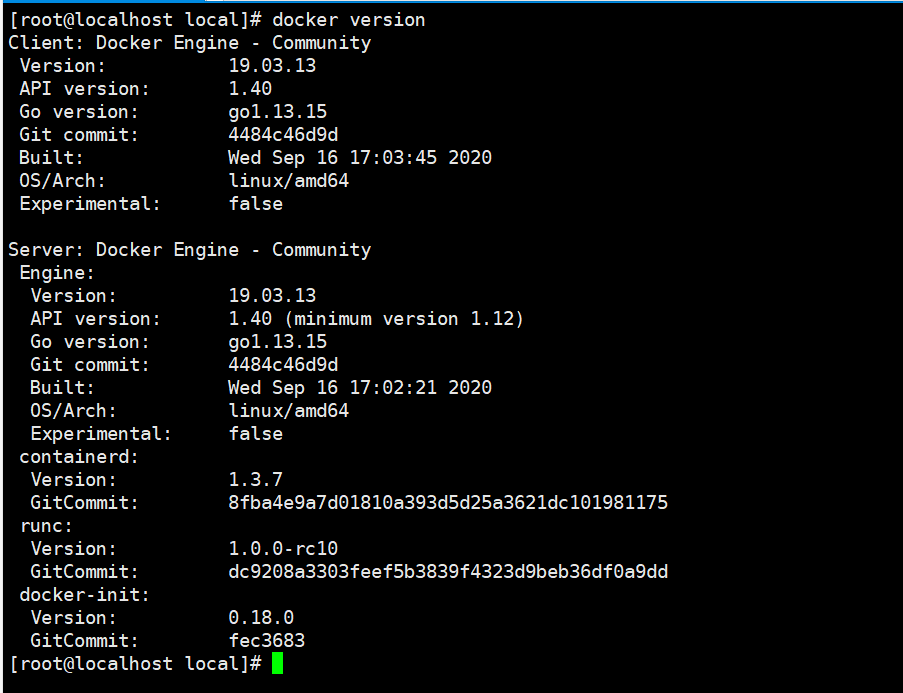 [root@localhost local]# docker version
Client: Docker Engine - Community
 Version:           19.03.13
 API version:       1.40
 Go version:        go1.13.15
 Git commit:        4484c46d9d
 Built:             Wed Sep 16 17:03:45 2020
 OS/Arch:           linux/amd64
 Experimental:      false

Server: Docker Engine - Community
 Engine:
  Version:          19.03.13
  API version:      1.40 (minimum version 1.12)
  Go version:       go1.13.15
  Git commit:       4484c46d9d
  Built:            Wed Sep 16 17:02:21 2020
  OS/Arch:          linux/amd64
  Experimental:     false
 containerd:
  Version:          1.3.7
  GitCommit:        8fba4e9a7d01810a393d5d25a3621dc101981175
 runc:
  Version:          1.0.0-rc10
  GitCommit:        dc9208a3303feef5b3839f4323d9beb36df0a9dd
 docker-init:
  Version:          0.18.0
  GitCommit:        fec3683
[root@localhost local]#